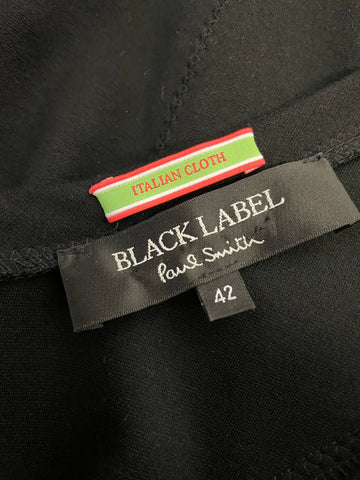 ITALIAN CLOTH
BLACK LABEL
Paul Smith
42